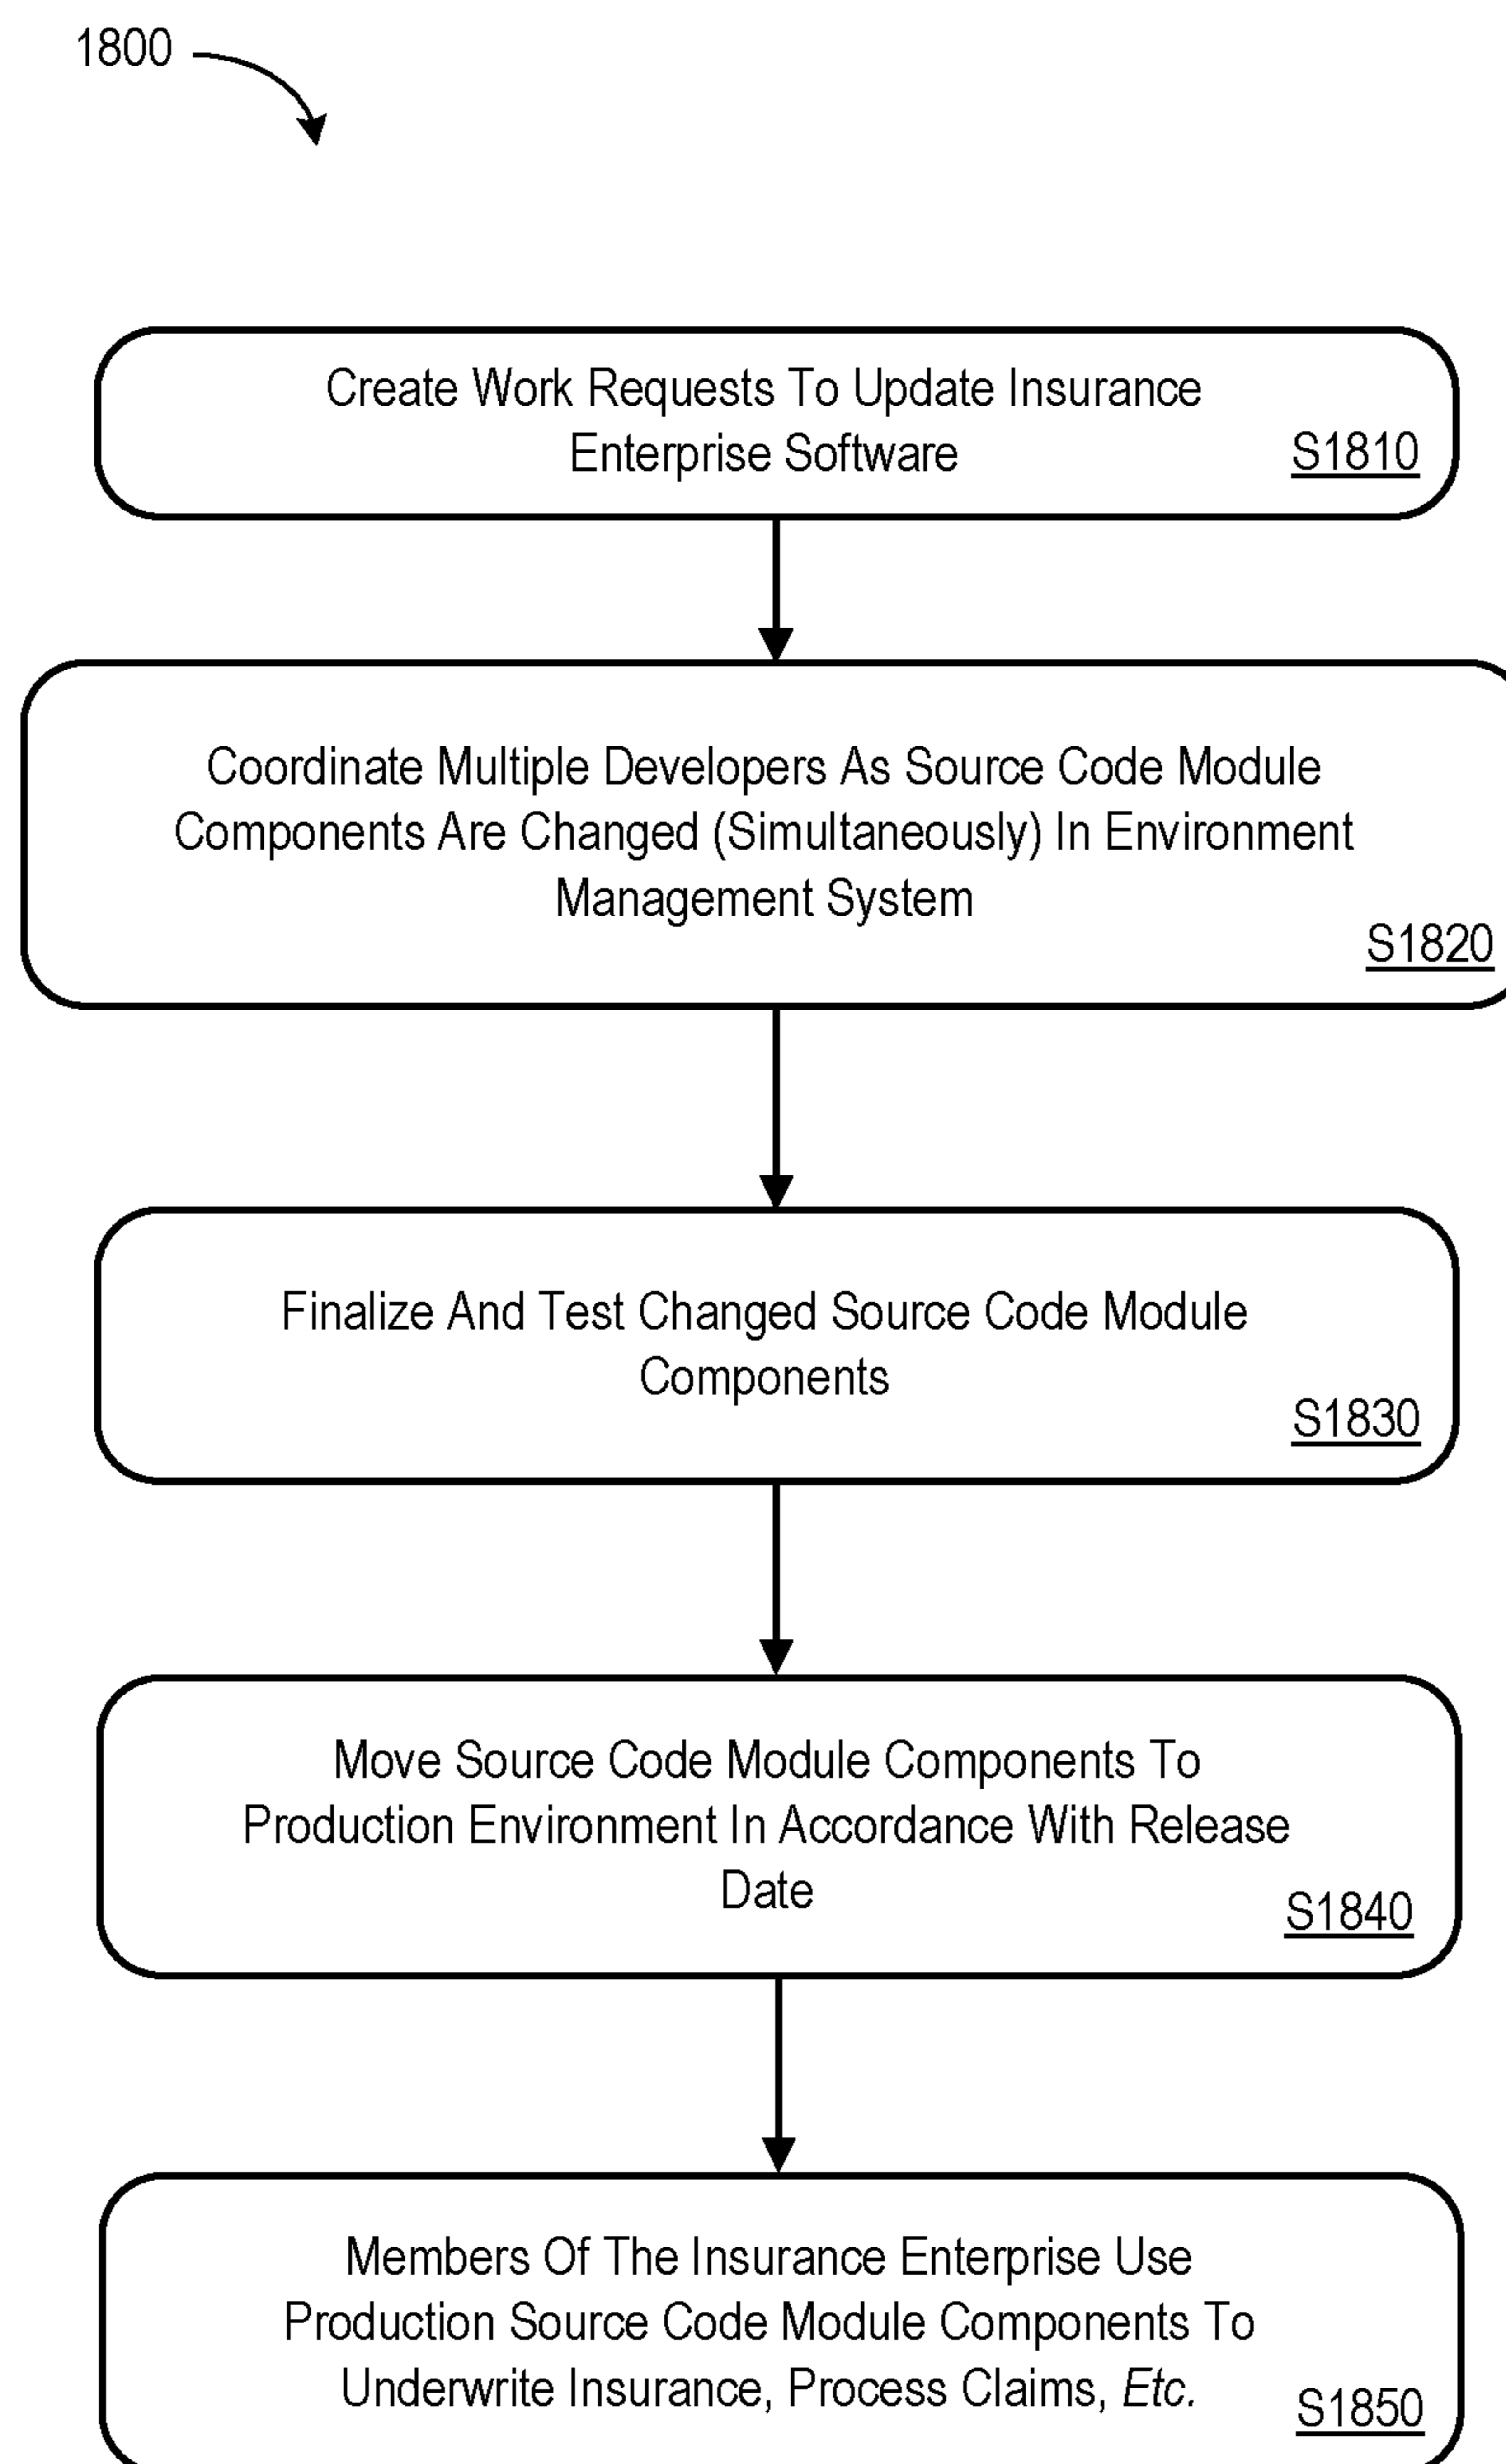 1800
Create Work Requests To Update Insurance
Enterprise Software
S1810
Coordinate Multiple Developers As Source Code Module
Components Are Changed (Simultaneously) In Environment
Management System
S1820
Finalize And Test Changed Source Code Module
Components
S1830
Move Source Code Module Components To
Production Environment In Accordance With Release
Date
S1840
Members Of The Insurance Enterprise Use
Production Source Code Module Components To
Underwrite Insurance, Process Claims, Etc.
S1850